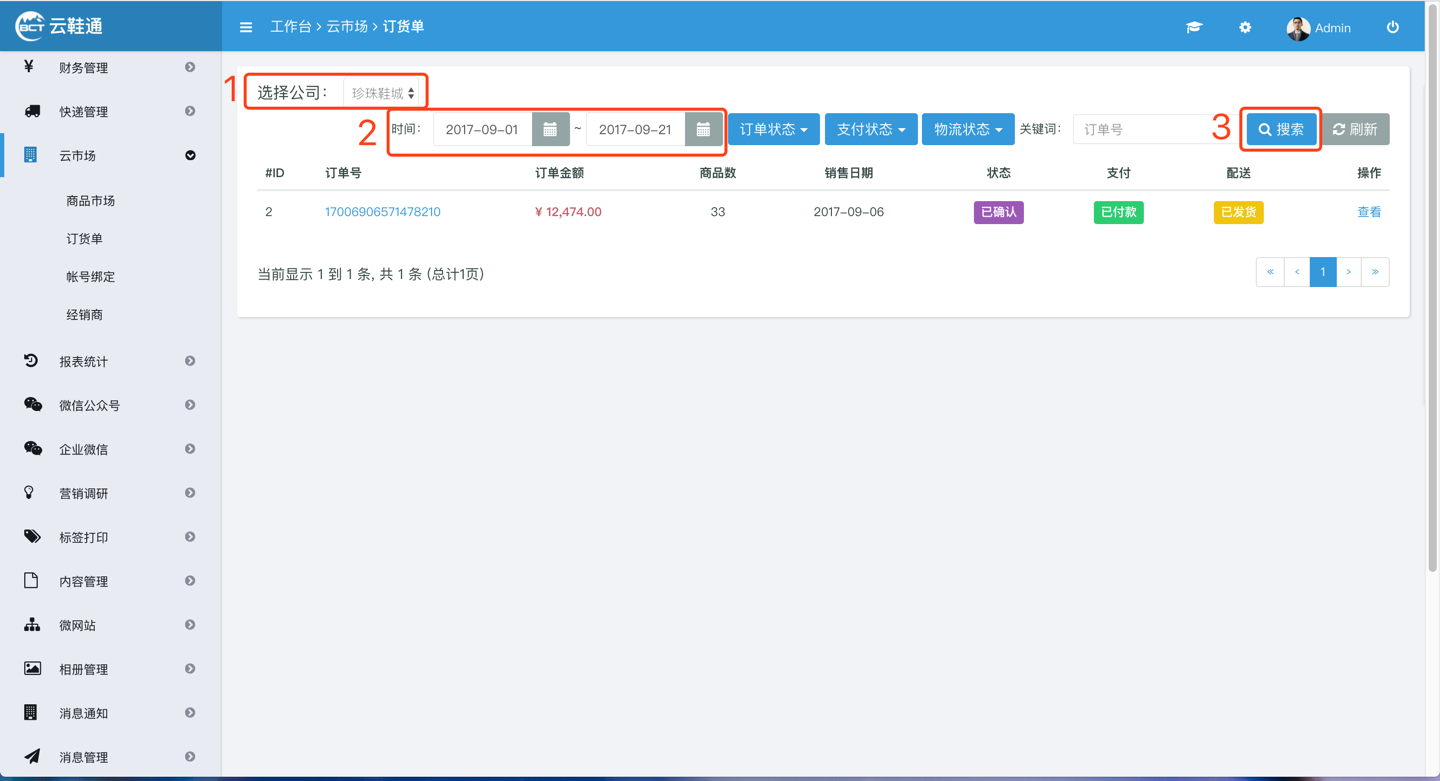 BCT 云鞋通
工作台 > 云市场 > 订货单
Admin
财务管理
快递管理
云市场
商品市场
订货单
帐号绑定
经销商
报表统计
微信公众号
企业微信
营销调研
标签打印
内容管理
微网站
相册管理
消息通知
消息管理
1 选择公司： 珍珠鞋城
2 时间： 2017-09-01 ~ 2017-09-21 订单状态 支付状态 物流状态 关键词： 订单号 3 搜索 刷新
#ID 订单号 订单金额 商品数 销售日期 状态 支付 配送 操作
2 17006906571478210 ¥ 12,474.00 33 2017-09-06 已确认 已付款 已发货 查看
当前显示 1 到 1 条, 共 1 条 (总计1页)
« ‹ 1 › »